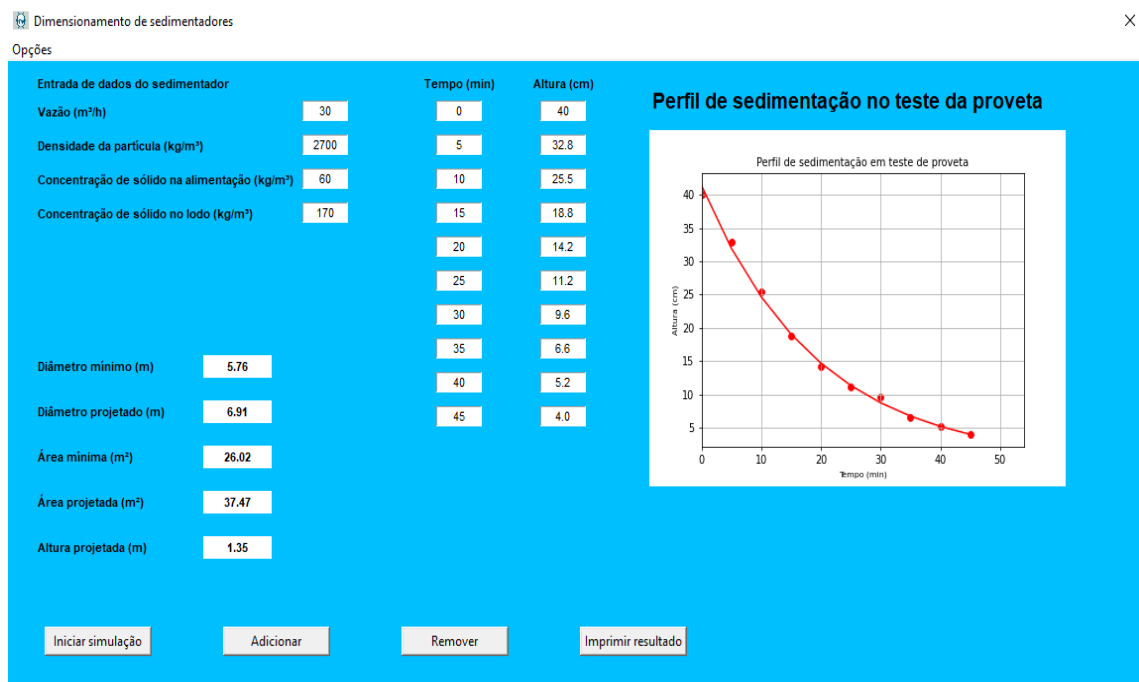 Dimensionamento de sedimentadores
Opções
Entrada de dados do sedimentador
Vazão (m³/h) 30
Densidade da partícula (kg/m³) 2700
Concentração de sólido na alimentação (kg/m³) 60
Concentração de sólido no lodo (kg/m³) 170
Diâmetro mínimo (m) 5.76
Diâmetro projetado (m) 6.91
Área mínima (m²) 26.02
Área projetada (m²) 37.47
Altura projetada (m) 1.35
Tempo (min) Altura (cm)
0 40
5 32.8
10 25.5
15 18.8
20 14.2
25 11.2
30 9.6
35 6.6
40 5.2
45 4.0
Perfil de sedimentação no teste da proveta
Perfil de sedimentação em teste de proveta
Altura (cm)
40
35
30
25
20
15
10
5
0 10 20 30 40 50
Tempo (min)
Iniciar simulação Adicionar Remover Imprimir resultado